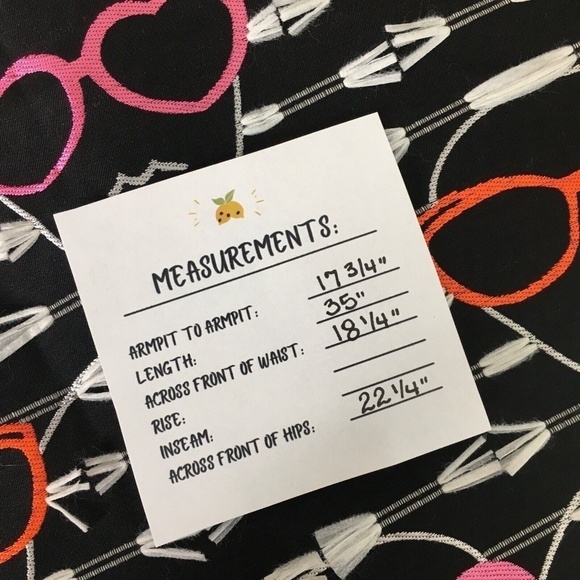 MEASUREMENTS:
ARMPIT TO ARMPIT: 17 3/4"
LENGTH: 35"
ACROSS FRONT OF WAIST: 18 1/4"
RISE:
INSEAM:
ACROSS FRONT OF HIPS: 22 1/4"